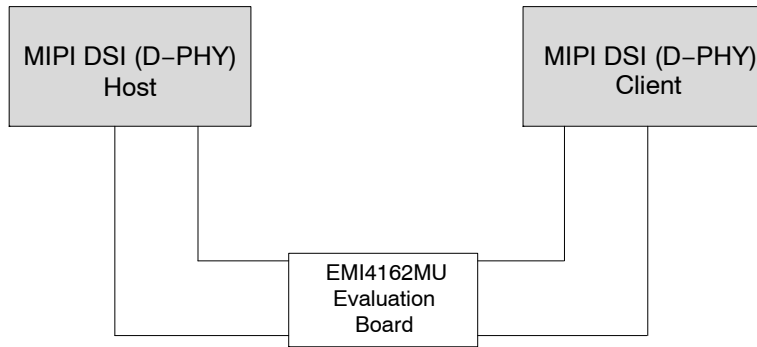 MIPI DSI (D−PHY)
Host
MIPI DSI (D−PHY)
Client
EMI4162MU
Evaluation
Board